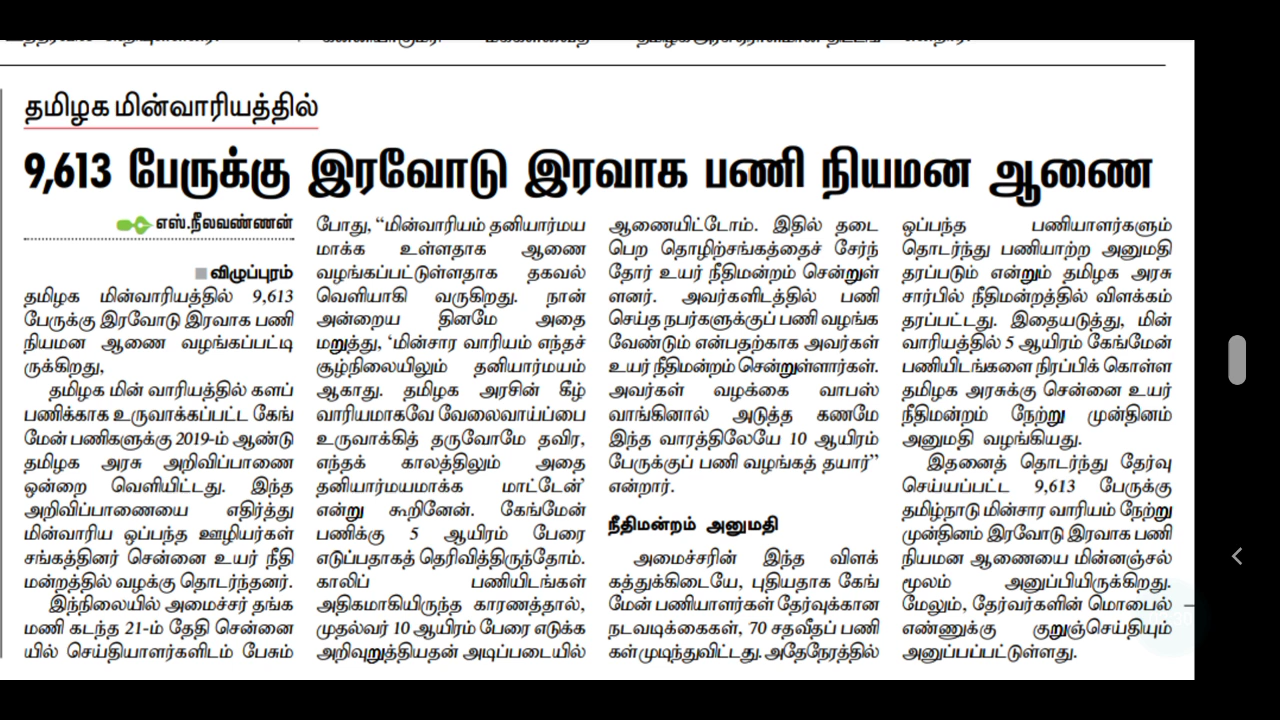 தமிழக மின்வாரியத்தில்
9,613 பேருக்கு இரவோடு இரவாக பணி நியமன ஆணை
எஸ்.நீலவண்ணன்
விழுப்புரம்
தமிழக மின்வாரியத்தில் 9,613
பேருக்கு இரவோடு இரவாக பணி
நியமன ஆணை வழங்கப்பட்டி
ருக்கிறது,
தமிழக மின் வாரியத்தில் களப்
பணிக்காக உருவாக்கப்பட்ட கேங்
மேன் பணிகளுக்கு 2019-ம் ஆண்டு
தமிழக அரசு அறிவிப்பாணை
ஒன்றை வெளியிட்டது. இந்த
அறிவிப்பாணையை எதிர்த்து
மின்வாரிய ஒப்பந்த ஊழியர்கள்
சங்கத்தினர் சென்னை உயர் நீதி
மன்றத்தில் வழக்கு தொடர்ந்தனர்.
இந்நிலையில் அமைச்சர் தங்க
மணி கடந்த 21-ம் தேதி சென்னை
யில் செய்தியாளர்களிடம் பேசும்
போது, “மின்வாரியம் தனியார்மய
மாக்க உள்ளதாக ஆணை
வழங்கப்பட்டுள்ளதாக தகவல்
வெளியாகி வருகிறது. நான்
அன்றைய தினமே அதை
மறுத்து, ‘மின்சார வாரியம் எந்தச்
சூழ்நிலையிலும் தனியார்மயம்
ஆகாது. தமிழக அரசின் கீழ்
வாரியமாகவே வேலைவாய்ப்பை
உருவாக்கித் தருவோமே தவிர,
எந்தக் காலத்திலும் அதை
தனியார்மயமாக்க மாட்டேன்’
என்று கூறினேன். கேங்மேன்
பணிக்கு 5 ஆயிரம் பேரை
எடுப்பதாகத் தெரிவித்திருந்தோம்.
காலிப் பணியிடங்கள்
அதிகமாகியிருந்த காரணத்தால்,
முதல்வர் 10 ஆயிரம் பேரை எடுக்க
அறிவுறுத்தியதன் அடிப்படையில்
ஆணையிட்டோம். இதில் தடை
பெற தொழிற்சங்கத்தைச் சேர்ந்
தோர் உயர் நீதிமன்றம் சென்றுள்
ளனர். அவர்களிடத்தில் பணி
செய்த நபர்களுக்குப் பணி வழங்க
வேண்டும் என்பதற்காக அவர்கள்
உயர் நீதிமன்றம் சென்றுள்ளார்கள்.
அவர்கள் வழக்கை வாபஸ்
வாங்கினால் அடுத்த கணமே
இந்த வாரத்திலேயே 10 ஆயிரம்
பேருக்குப் பணி வழங்கத் தயார்”
என்றார்.
நீதிமன்றம் அனுமதி
அமைச்சரின் இந்த விளக்
கத்துக்கிடையே, புதியதாக கேங்
மேன் பணியாளர்கள் தேர்வுக்கான
நடவடிக்கைகள், 70 சதவீதப் பணி
கள் முடிந்துவிட்டது. அதேநேரத்தில்
ஒப்பந்த பணியாளர்களும்
தொடர்ந்து பணியாற்ற அனுமதி
தரப்படும் என்றும் தமிழக அரசு
சார்பில் நீதிமன்றத்தில் விளக்கம்
தரப்பட்டது. இதையடுத்து, மின்
வாரியத்தில் 5 ஆயிரம் கேங்மேன்
பணியிடங்களை நிரப்பிக் கொள்ள
தமிழக அரசுக்கு சென்னை உயர்
நீதிமன்றம் நேற்று முன்தினம்
அனுமதி வழங்கியது.
இதனைத் தொடர்ந்து தேர்வு
செய்யப்பட்ட 9,613 பேருக்கு
தமிழ்நாடு மின்சார வாரியம் நேற்று
முன்தினம் இரவோடு இரவாக பணி
நியமன ஆணையை மின்னஞ்சல்
மூலம் அனுப்பியிருக்கிறது.
மேலும், தேர்வர்களின் மொபைல்
எண்ணுக்கு குறுஞ்செய்தியும்
அனுப்பப்பட்டுள்ளது.